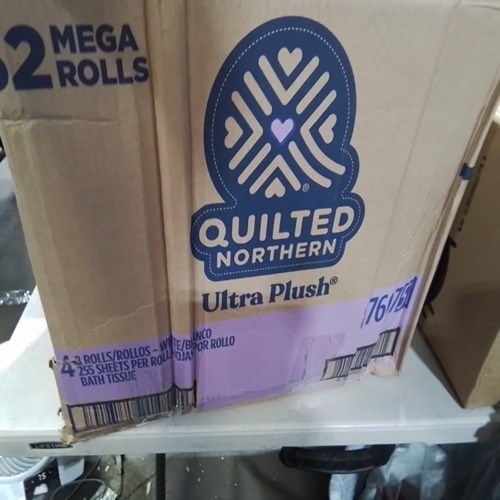 2 MEGA
ROLLS
QUILTED
NORTHERN®
Ultra Plush®
ROLLS/ROLLOS - WHITE/BLANCO
255 SHEETS PER ROLL/HOJAS POR ROLLO
BATH TISSUE